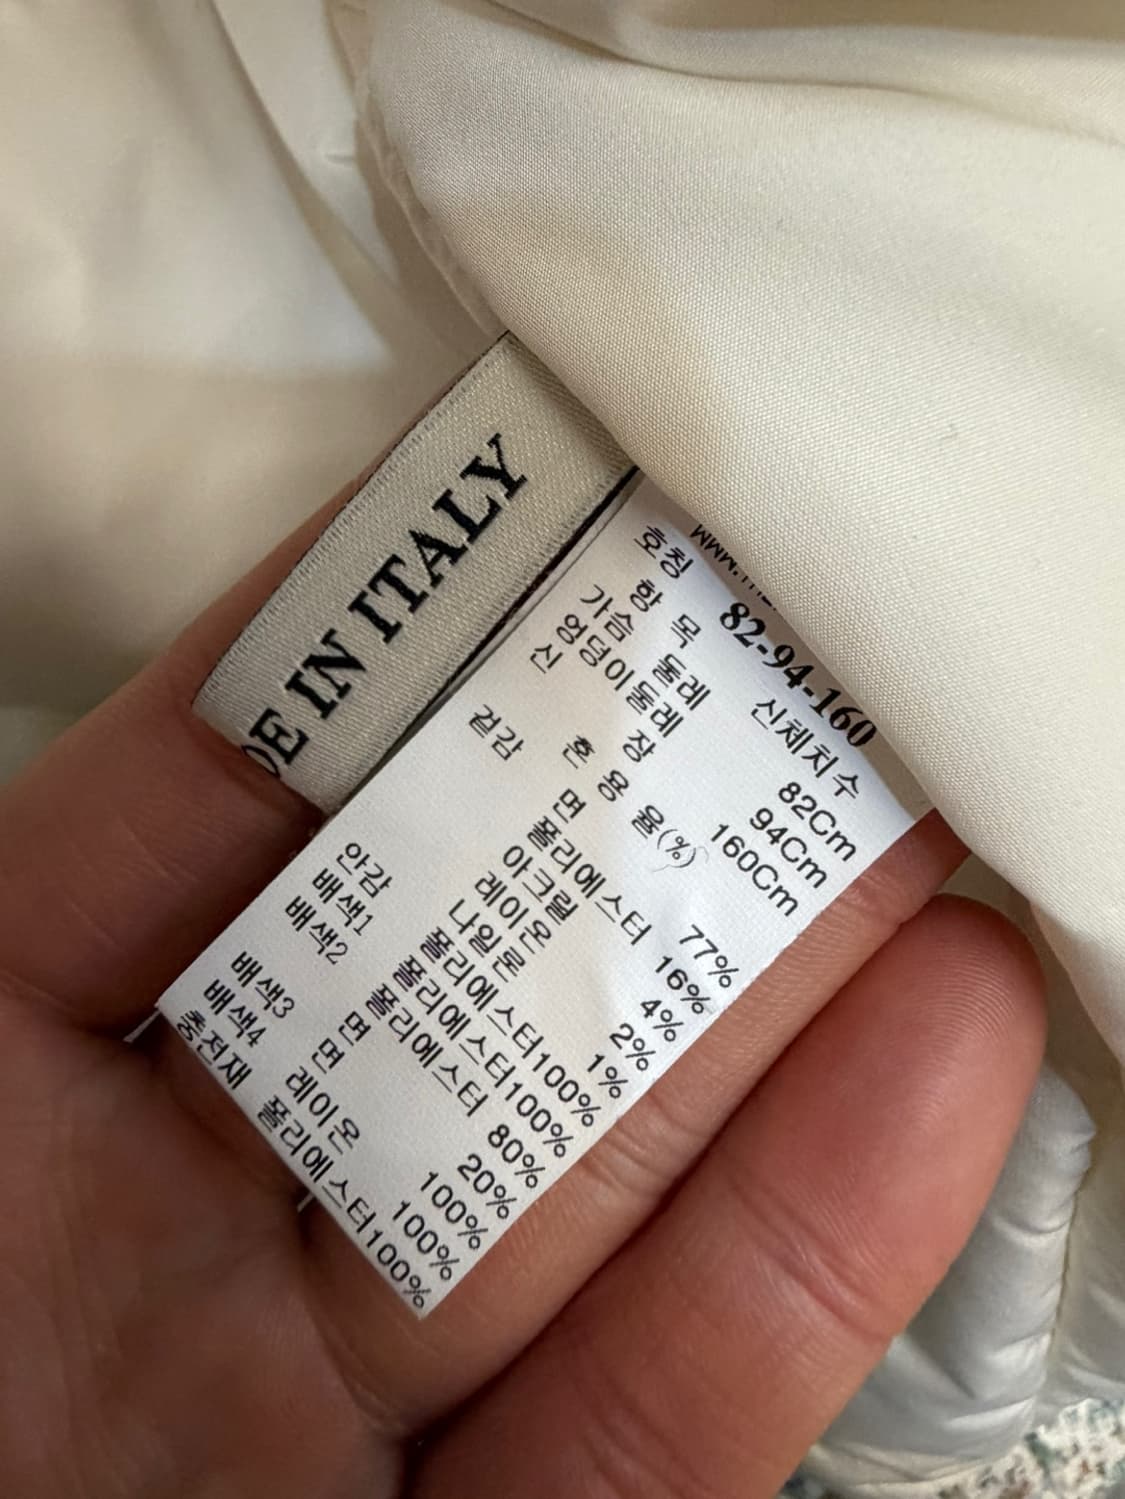 DE IN ITALY
호칭 82-94-160
항 목 신체치수
가슴 둘레 82Cm
엉덩이둘레 94Cm
신 장 160Cm
혼 용 율(%)
겉감 면 77%
폴리에스터 16%
아크릴 4%
레이온 2%
나일론 1%
안감 폴리에스터100%
배색1 폴리에스터100%
배색2 폴리에스터 80%
면 20%
배색3 면 100%
배색4 레이온 100%
충전재 폴리에스터100%